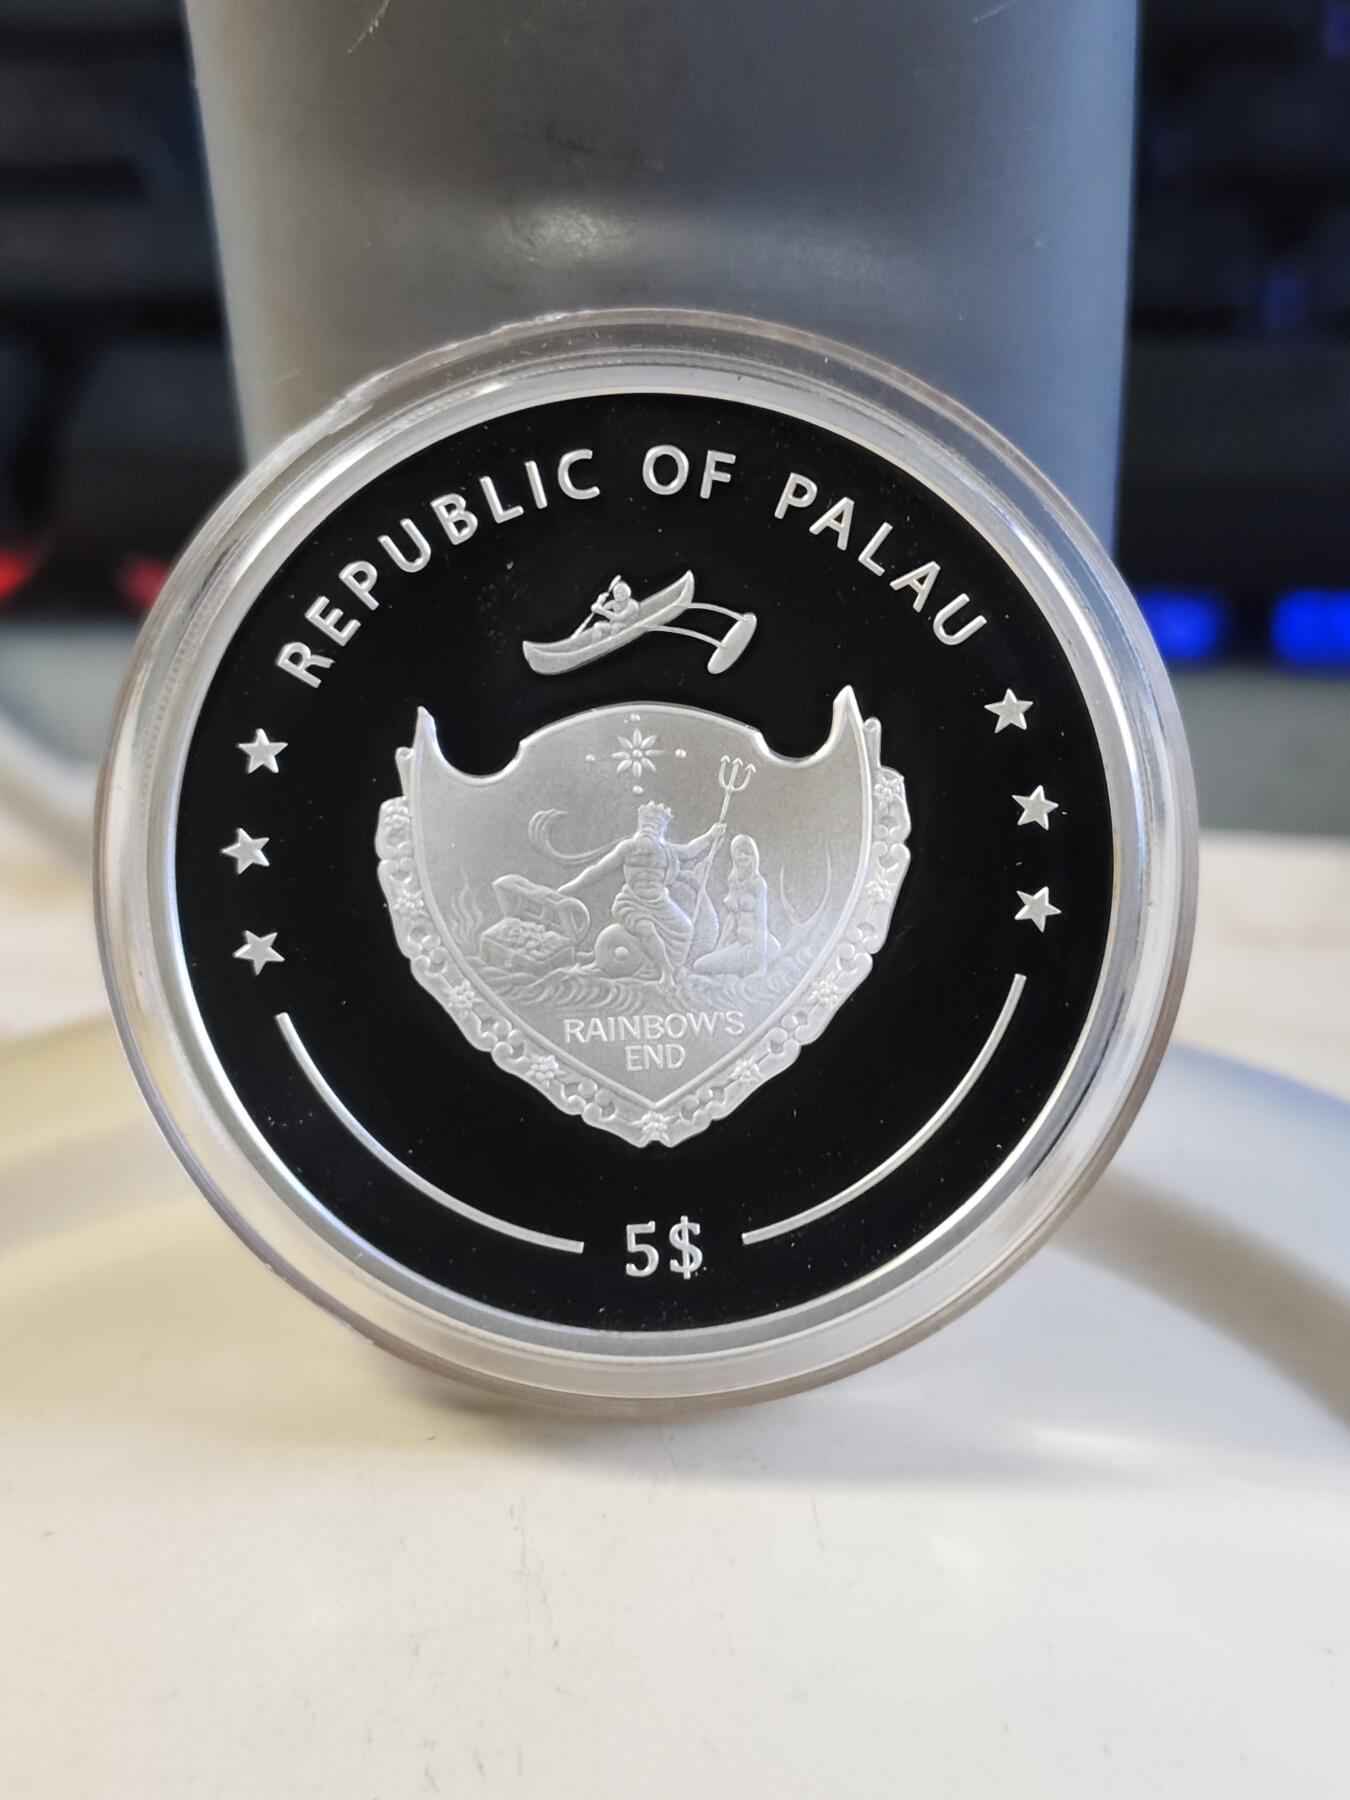 REPUBLIC OF PALAU
RAINBOW'S
END
5$